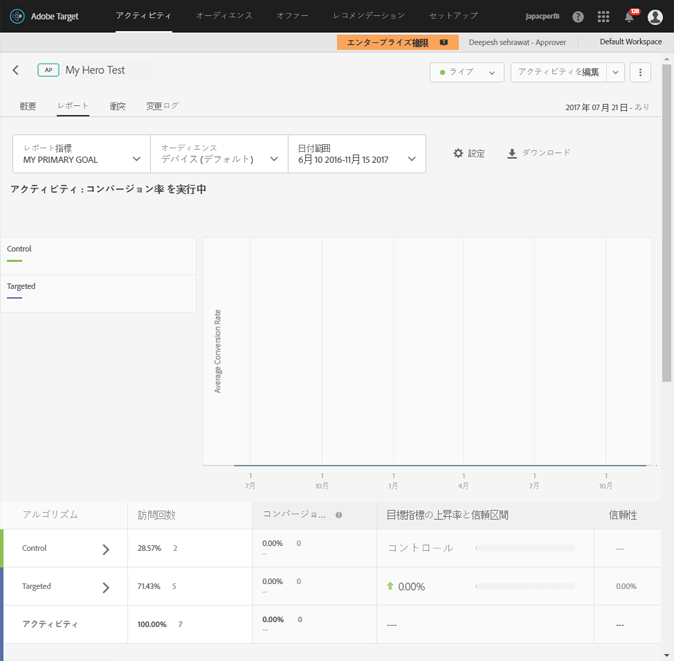 Adobe Target アクティビティ オーディエンス オファー レコメンデーション セットアップ Japacperf8 128
エンタープライズ権限 Deepesh sehrawat - Approver Default Workspace
AP My Hero Test ライブ アクティビティを編集
概要 レポート 衝突 変更ログ 2017 年 07 月 21 日 - あり
レポート指標 オーディエンス 日付範囲
MY PRIMARY GOAL デバイス (デフォルト) 6月 10 2016-11月 15 2017 設定 ダウンロード
アクティビティ : コンバージョン率 を実行中
Control
Targeted
Average Conversion Rate
1 1 1 1 1 1
7月 10月 1月 4月 7月 10月
アルゴリズム 訪問回数 コンバージョ... 目標指標の上昇率と信頼区間 信頼性
Control 28.57% 2 0.00% 0 コントロール ---
--
Targeted 71.43% 5 0.00% 0 0.00% 0.00%
--
アクティビティ 100.00% 7 0.00% 0 --- ---
--